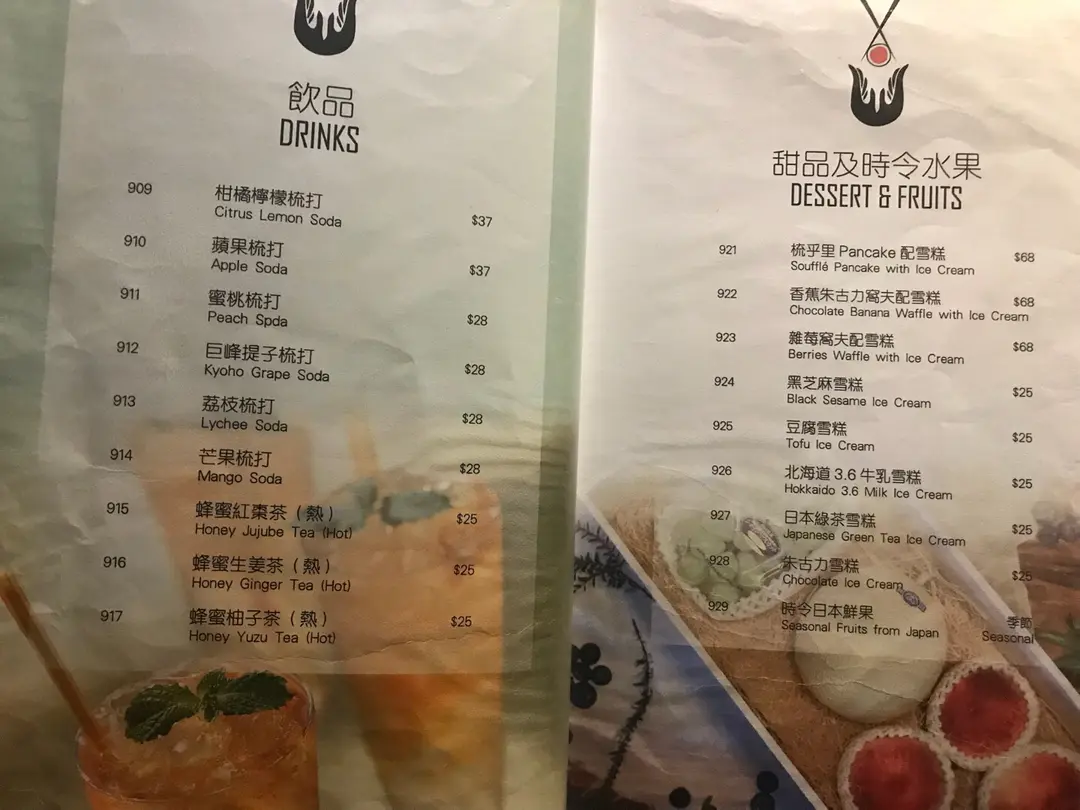 飲品
DRINKS
909 柑橘檸檬梳打
Citrus Lemon Soda $37
910 蘋果梳打
Apple Soda $37
911 蜜桃梳打
Peach Spda $28
912 巨峰提子梳打
Kyoho Grape Soda $28
913 荔枝梳打
Lychee Soda $28
914 芒果梳打
Mango Soda $28
915 蜂蜜紅棗茶（熱）
Honey Jujube Tea (Hot) $25
916 蜂蜜生姜茶（熱）
Honey Ginger Tea (Hot) $25
917 蜂蜜柚子茶（熱）
Honey Yuzu Tea (Hot) $25
甜品及時令水果
DESSERT & FRUITS
921 梳乎里 Pancake 配雪糕 $68
Soufflé Pancake with Ice Cream
922 香蕉朱古力窩夫配雪糕 $68
Chocolate Banana Waffle with Ice Cream
923 雜莓窩夫配雪糕 $68
Berries Waffle with Ice Cream
924 黑芝麻雪糕 $25
Black Sesame Ice Cream
925 豆腐雪糕 $25
Tofu Ice Cream
926 北海道 3.6 牛乳雪糕 $25
Hokkaido 3.6 Milk Ice Cream
927 日本綠茶雪糕 $25
Japanese Green Tea Ice Cream
928 朱古力雪糕 $25
Chocolate Ice Cream
929 時令日本鮮果 季節
Seasonal Fruits from Japan Seasonal